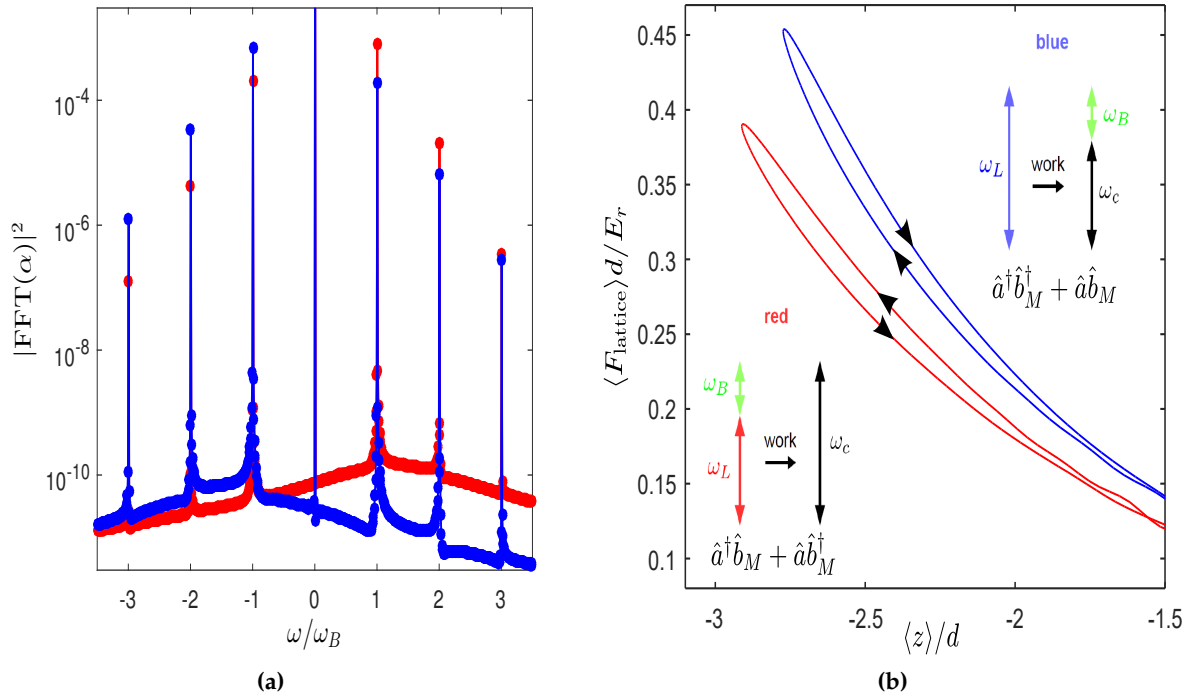 |FFT(α)|²
10⁻⁴
10⁻⁶
10⁻⁸
10⁻¹⁰
-3 -2 -1 0 1 2 3
ω/ω_B
(a)
⟨F_lattice⟩d/E_r
0.45
0.4
0.35
0.3
0.25
0.2
0.15
0.1
-3 -2.5 -2 -1.5
⟨z⟩/d
blue
ω_L
work
ω_B
ω_c
â†b̂†_M + âb̂_M
red
ω_B
ω_L
work
ω_c
â†b̂_M + âb̂†_M
(b)